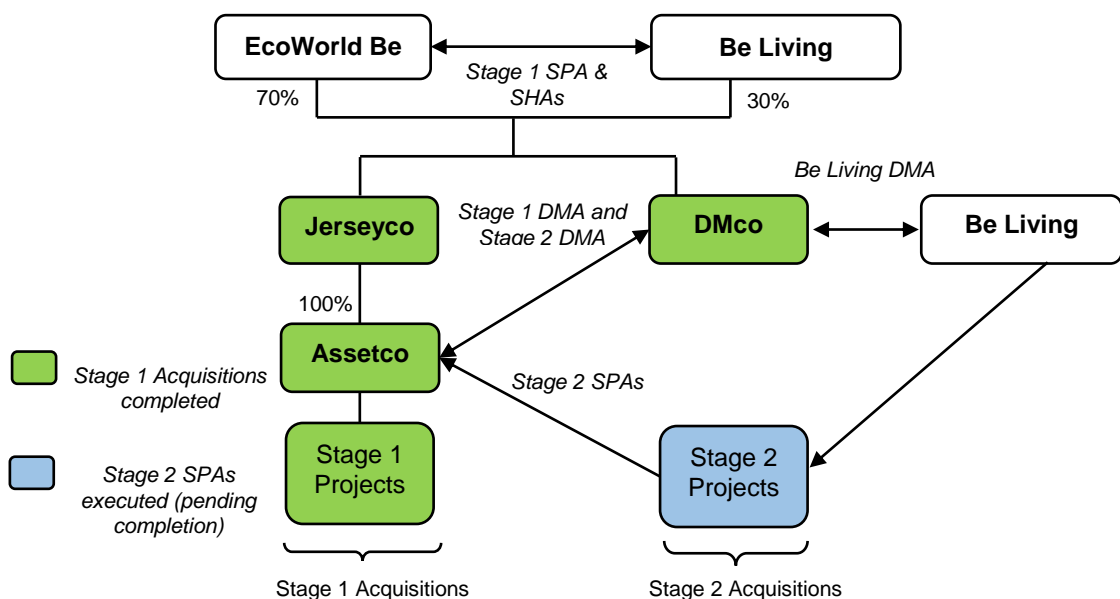 EcoWorld Be
Be Living
Stage 1 SPA &
SHAs
70%
30%
Be Living DMA
Jerseyco
Stage 1 DMA and
Stage 2 DMA
DMco
Be Living
100%
Assetco
Stage 1 Acquisitions
completed
Stage 2 SPAs
Stage 1
Projects
Stage 2
Projects
Stage 2 SPAs
executed (pending
completion)
Stage 1 Acquisitions
Stage 2 Acquisitions